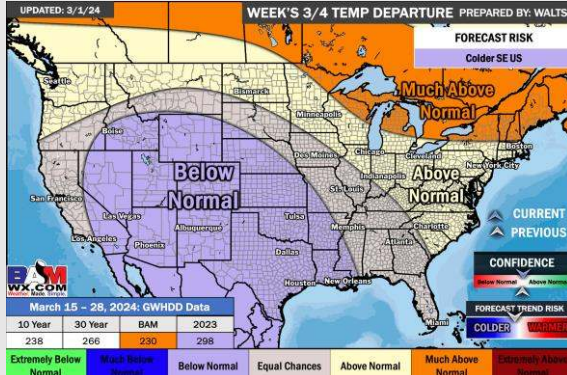 UPDATED: 3/1/24
WEEK'S 3/4 TEMP DEPARTURE
PREPARED BY: WALTS
FORECAST RISK
Colder SE US
Seattle
Bismarck
Minneapolis
Much Above
Normal
Boise
Below
Normal
Des Moines
Chicago
Cleveland
Boston
New York City
Indianapolis
Above
Normal
San Francisco
St. Louis
Las Vegas
Tulsa
Memphis
Charlotte
Los Angeles
Albuquerque
Atlanta
Phoenix
Dallas
Houston
New Orleans
Miami
CURRENT
PREVIOUS
CONFIDENCE
Below Normal
Above Normal
FORECAST TREND RISK
COLDER
WARMER
BAM
WX.COM
Weather. Made. Simple.
March 15 – 28, 2024: GWHDD Data
10 Year 30 Year BAM 2023
238 266 230 298
Extremely Below
Normal
Much Below
Normal
Below Normal
Equal Chances
Above Normal
Much Above
Normal
Extremely Above
Normal